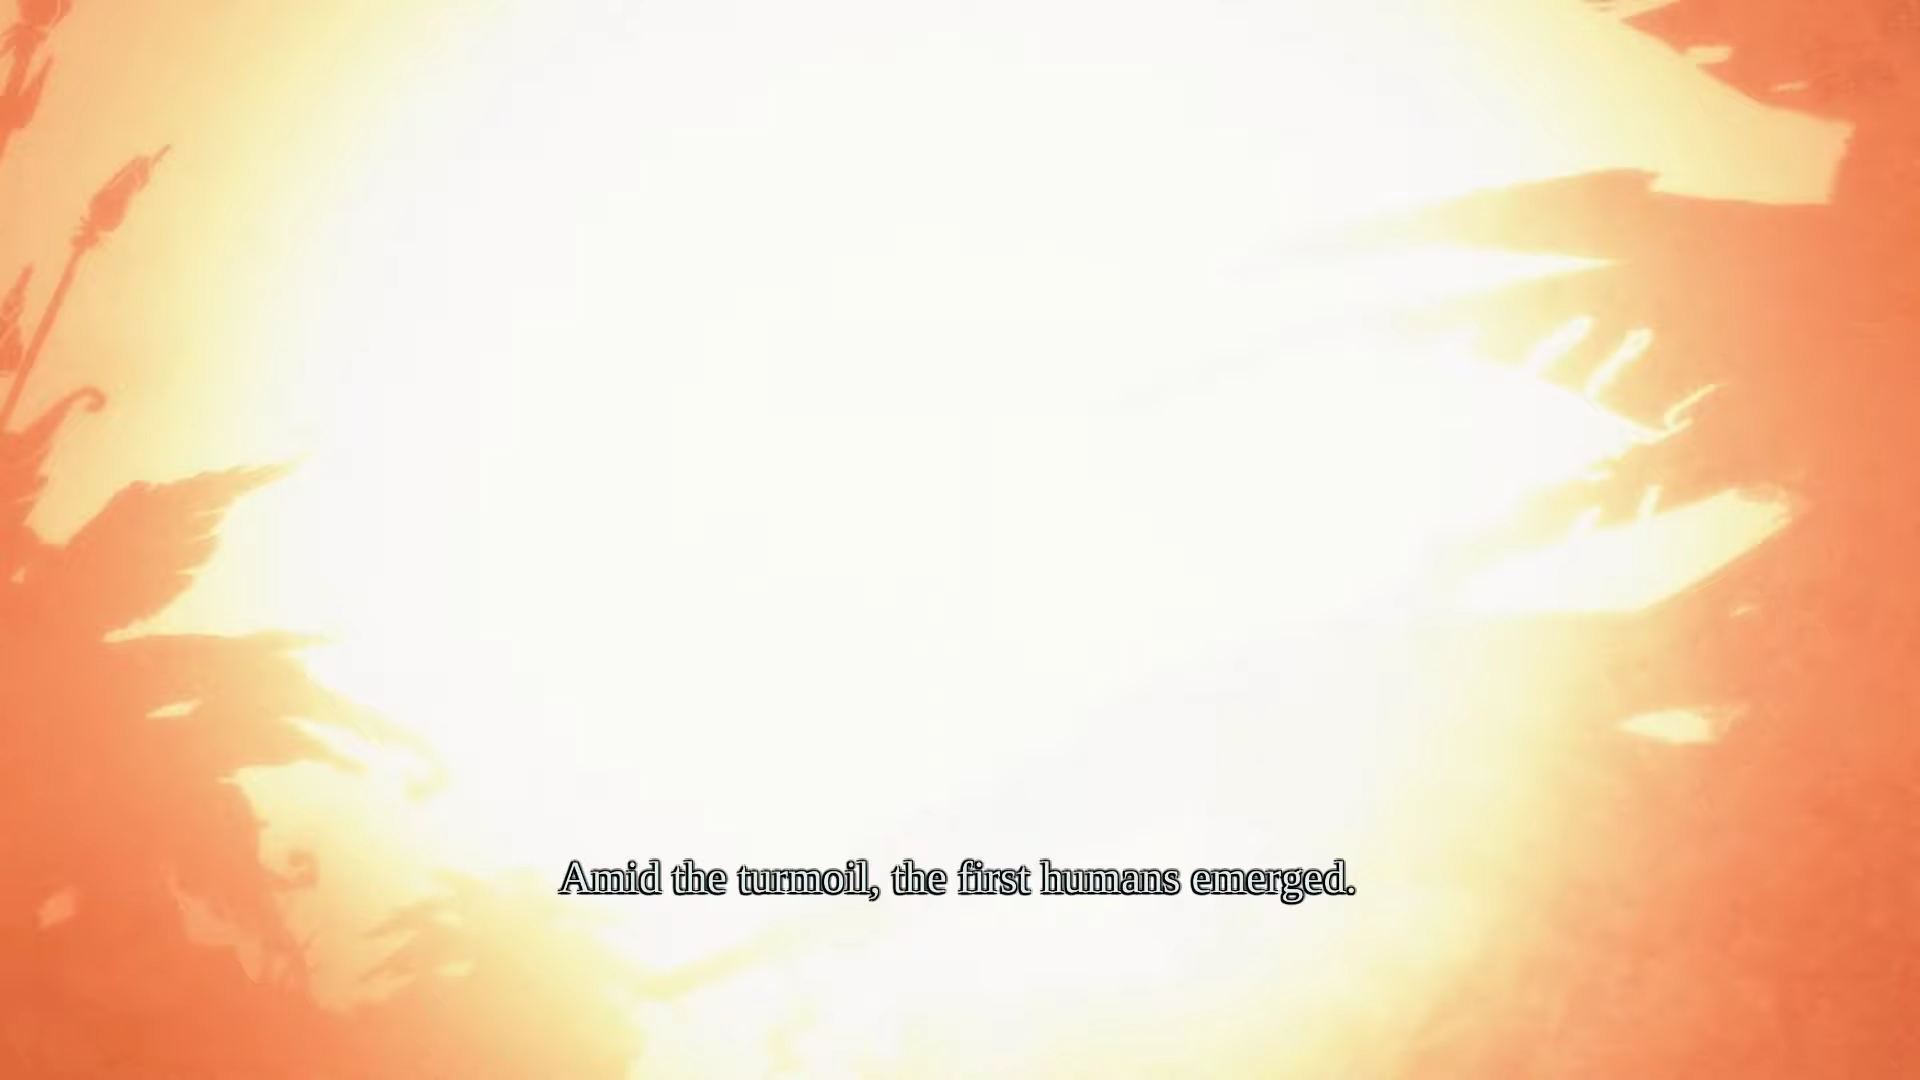 Amid the turmoil, the first humans emerged.